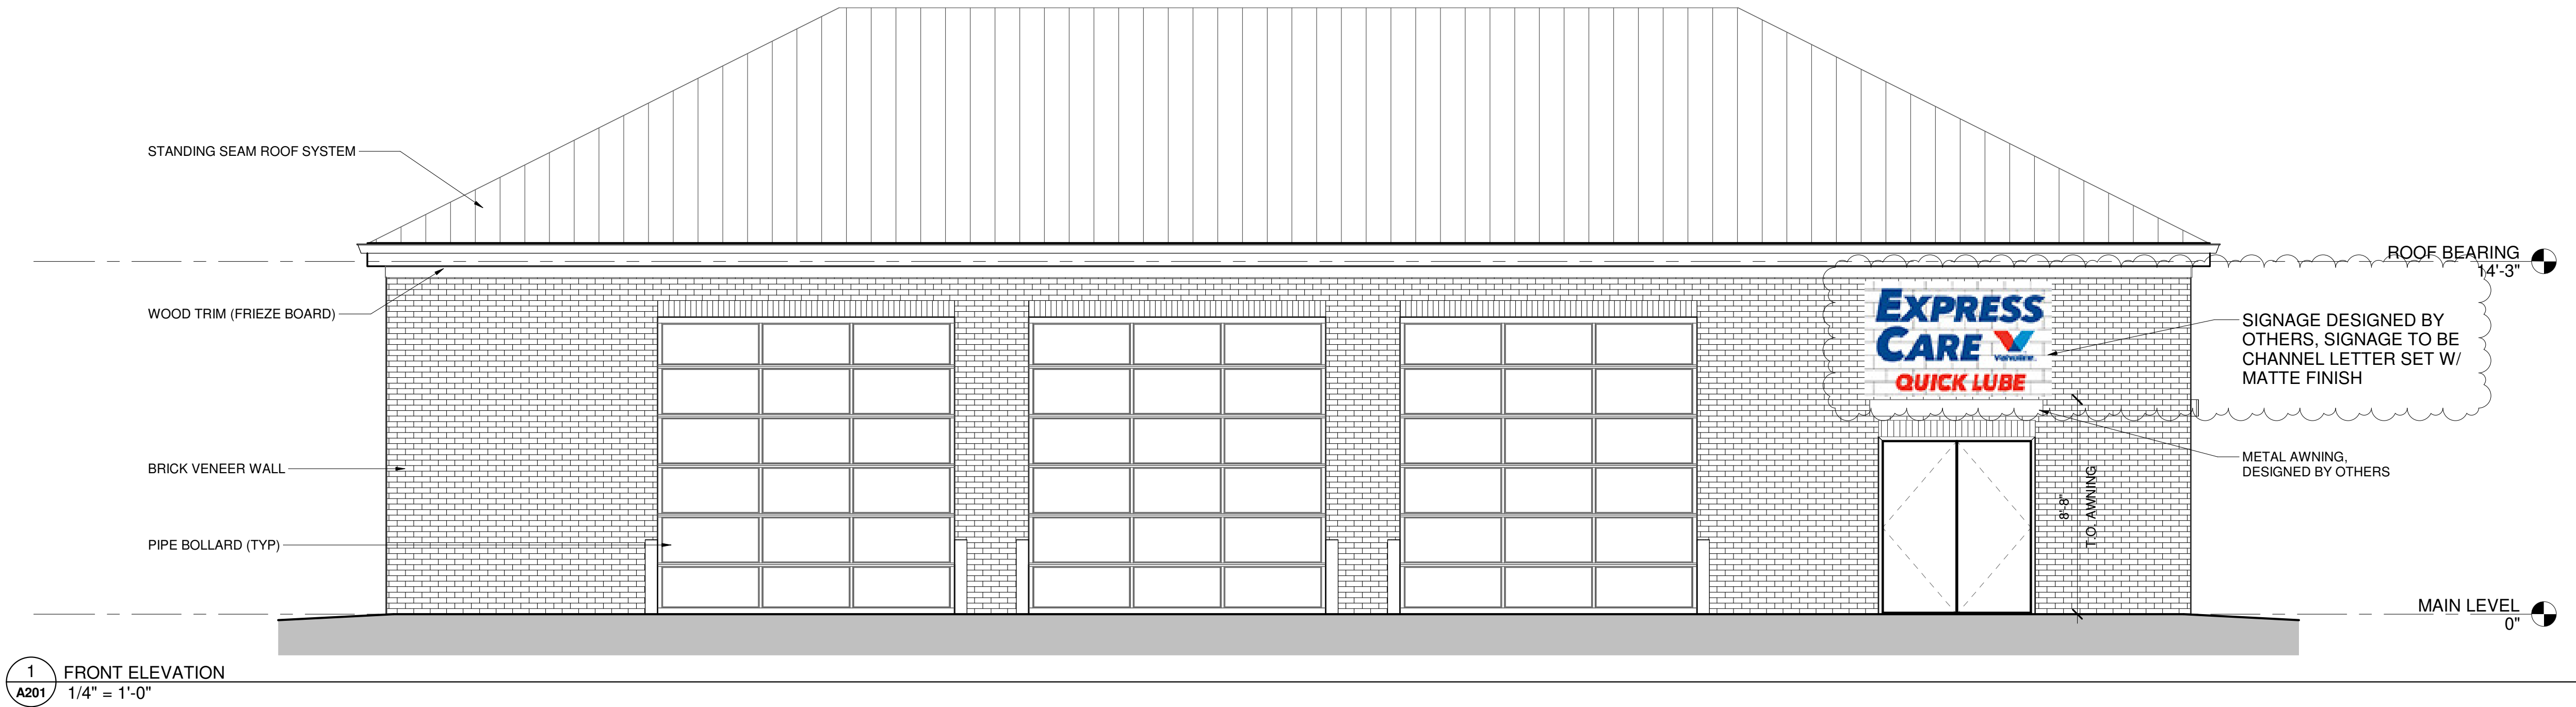 STANDING SEAM ROOF SYSTEM
ROOF BEARING
14'-3"
WOOD TRIM (FRIEZE BOARD)
EXPRESS
CARE
Valvoline
QUICK LUBE
SIGNAGE DESIGNED BY
OTHERS, SIGNAGE TO BE
CHANNEL LETTER SET W/
MATTE FINISH
BRICK VENEER WALL
METAL AWNING,
DESIGNED BY OTHERS
8'-8"
T.O. AWNING
PIPE BOLLARD (TYP)
MAIN LEVEL
0"
1
A201
FRONT ELEVATION
1/4" = 1'-0"